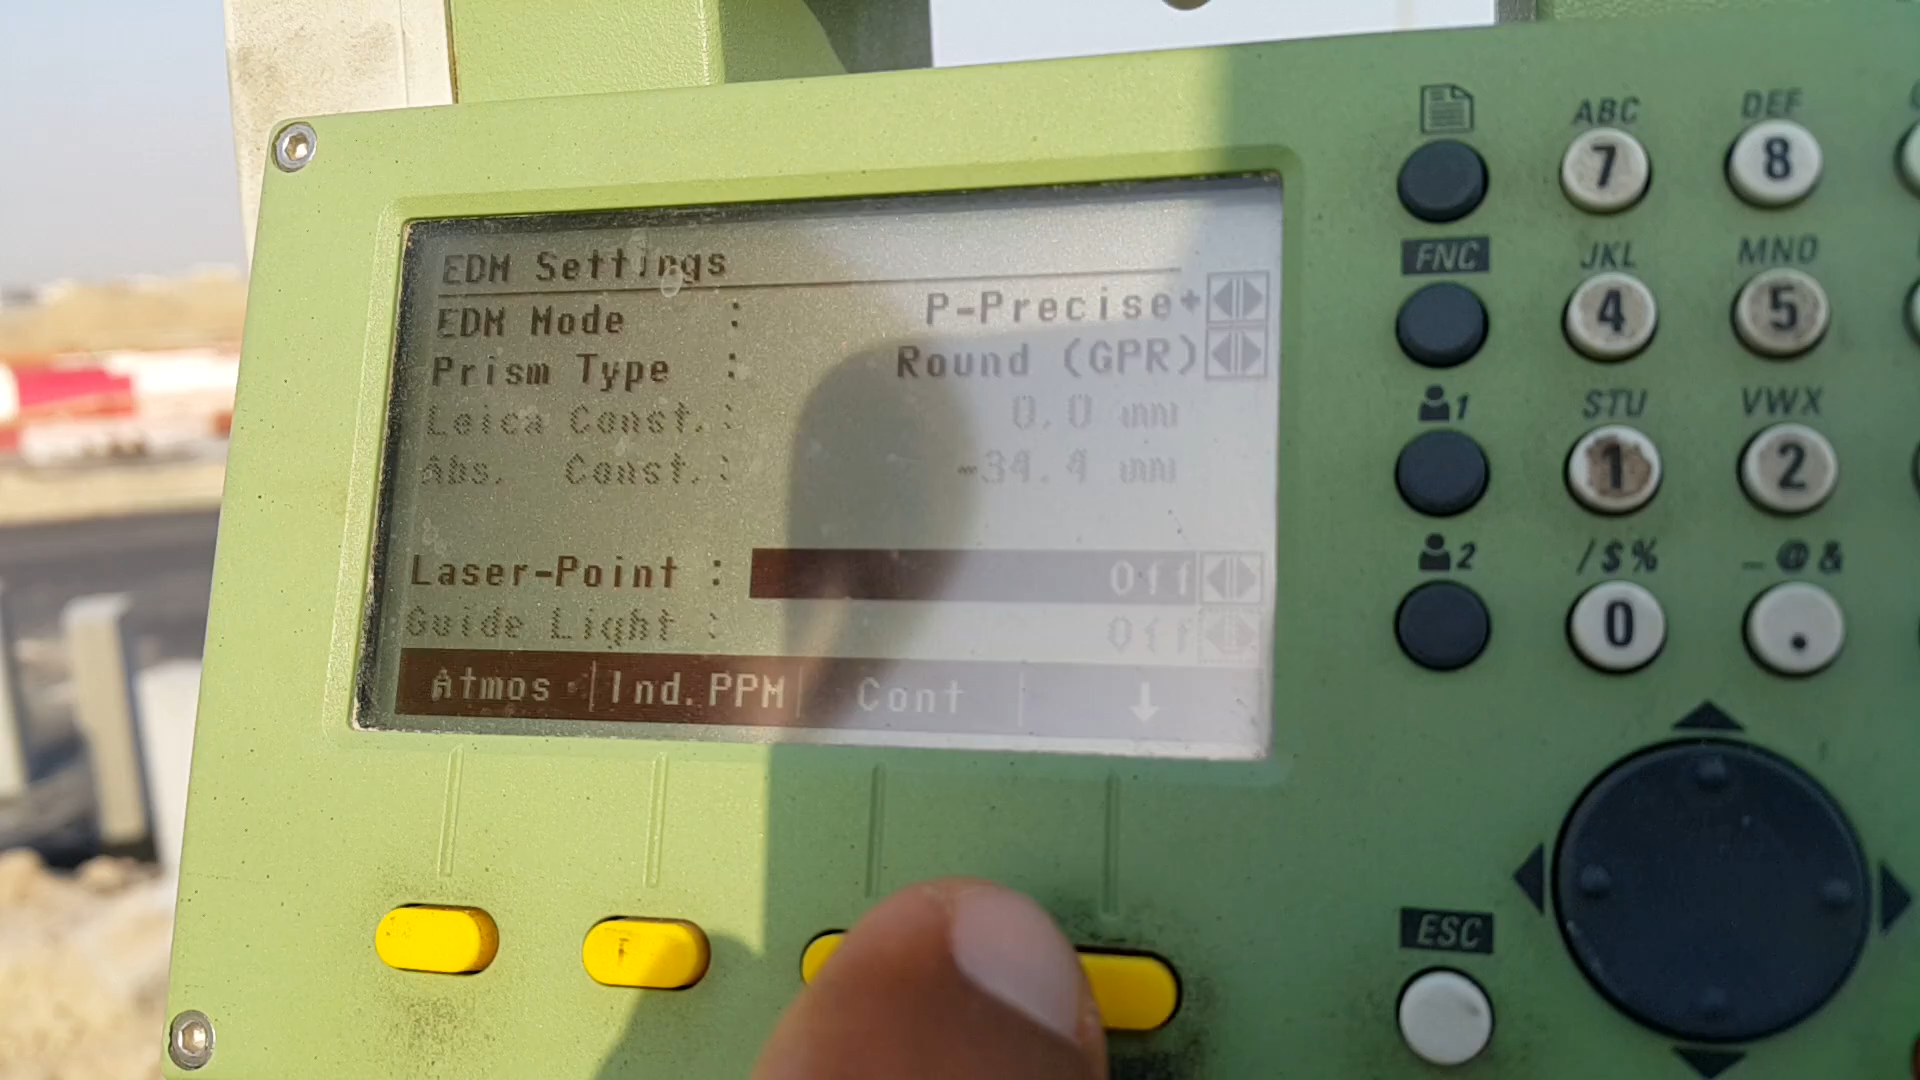 EDM Settings
EDM Mode : P-Precise+
Prism Type : Round (GPR)
Leica Const.: 0.0 mm
Abs. Const.: -34.4 mm
Laser-Point : Off
Guide Light : Off
Atmos Ind.PPM Cont ↓
ABC DEF
7 8
FNC JKL MNO
4 5
1 STU VWX
1 2
2 /$% _@&
0 .
ESC